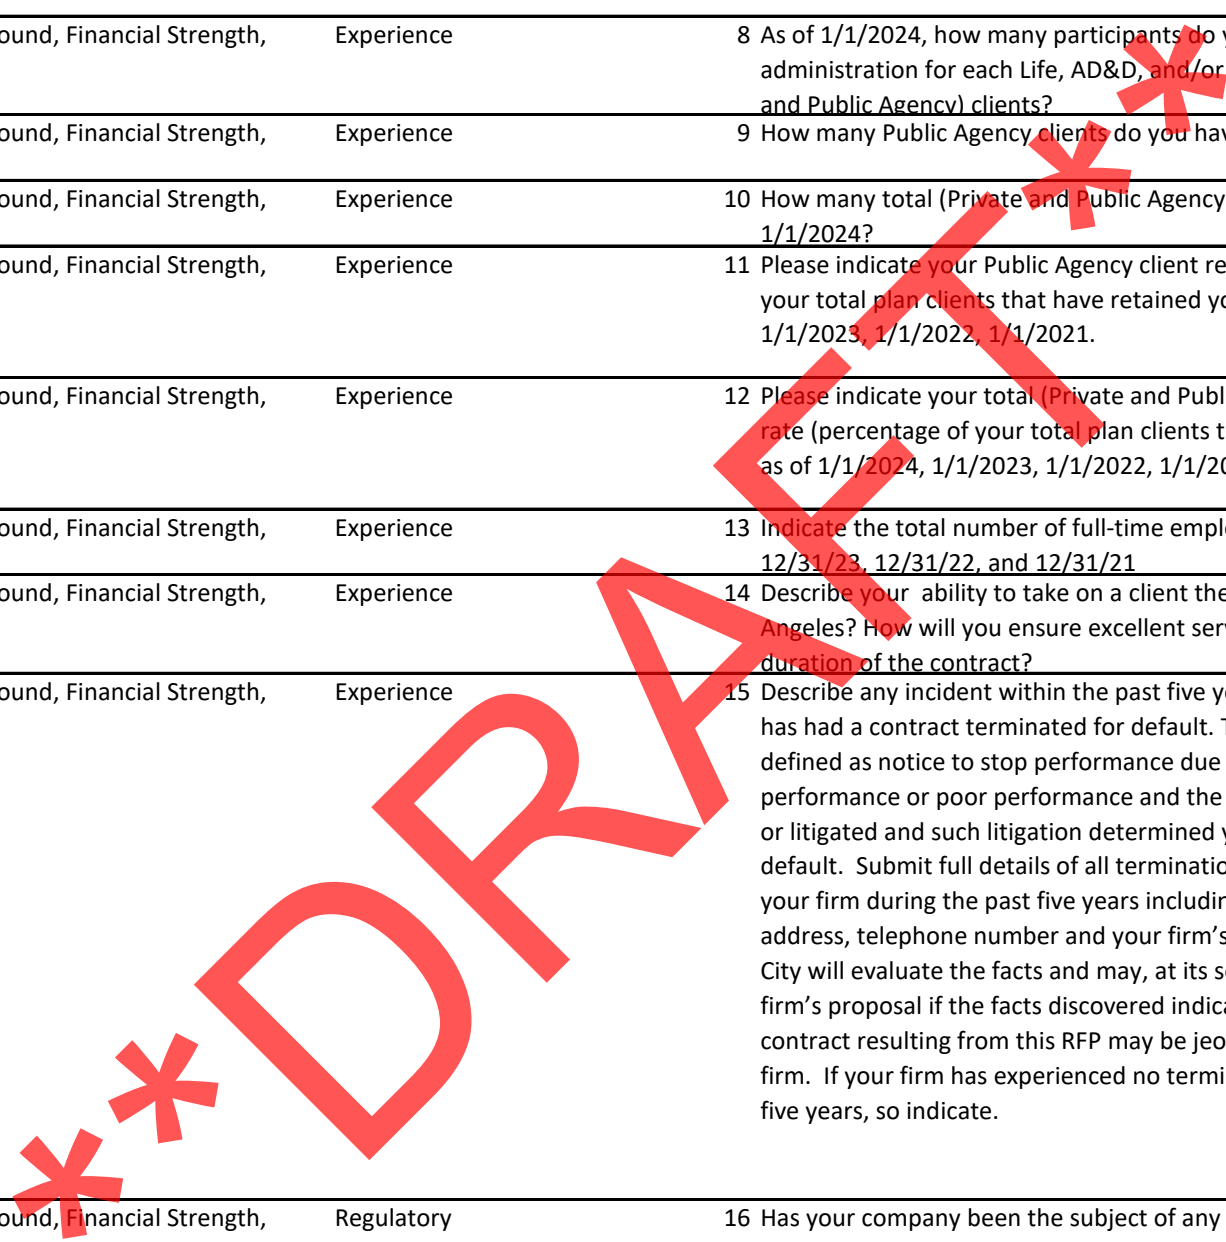 ound, Financial Strength, Experience 8 As of 1/1/2024, how many participants do
administration for each Life, AD&D, and/or
and Public Agency) clients?
ound, Financial Strength, Experience 9 How many Public Agency clients do you hav
ound, Financial Strength, Experience 10 How many total (Private and Public Agency
1/1/2024?
ound, Financial Strength, Experience 11 Please indicate your Public Agency client re
your total plan clients that have retained yo
1/1/2023, 1/1/2022, 1/1/2021.
ound, Financial Strength, Experience 12 Please indicate your total (Private and Publ
rate (percentage of your total plan clients t
as of 1/1/2024, 1/1/2023, 1/1/2022, 1/1/20
ound, Financial Strength, Experience 13 Indicate the total number of full-time empl
12/31/23, 12/31/22, and 12/31/21
ound, Financial Strength, Experience 14 Describe your  ability to take on a client the
Angeles? How will you ensure excellent ser
duration of the contract?
ound, Financial Strength, Experience 15 Describe any incident within the past five y
has had a contract terminated for default. T
defined as notice to stop performance due
performance or poor performance and the
or litigated and such litigation determined y
default.  Submit full details of all terminatio
your firm during the past five years includin
address, telephone number and your firm's
City will evaluate the facts and may, at its s
firm's proposal if the facts discovered indica
contract resulting from this RFP may be jeo
firm.  If your firm has experienced no termi
five years, so indicate.
ound, Financial Strength, Regulatory 16 Has your company been the subject of any
**DRAFT**